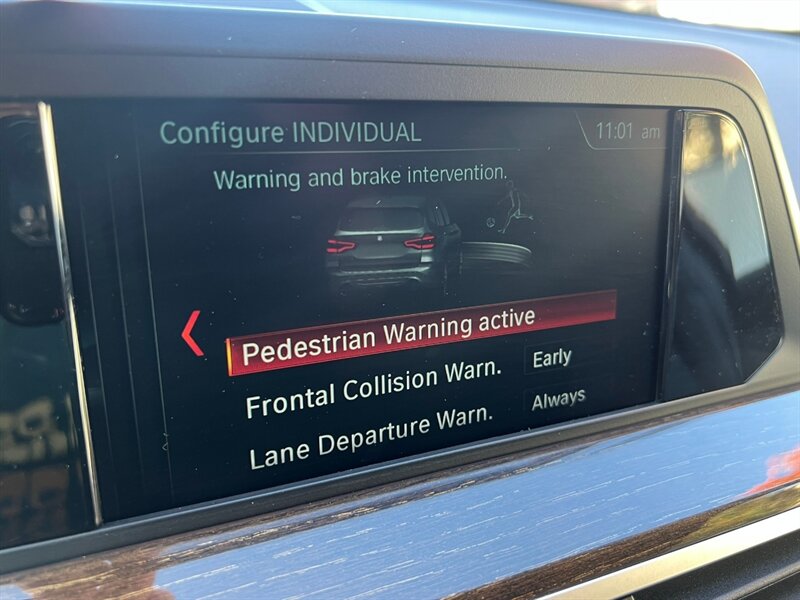 Configure INDIVIDUAL 11:01 am
Warning and brake intervention.
Pedestrian Warning active
Frontal Collision Warn. Early
Lane Departure Warn. Always